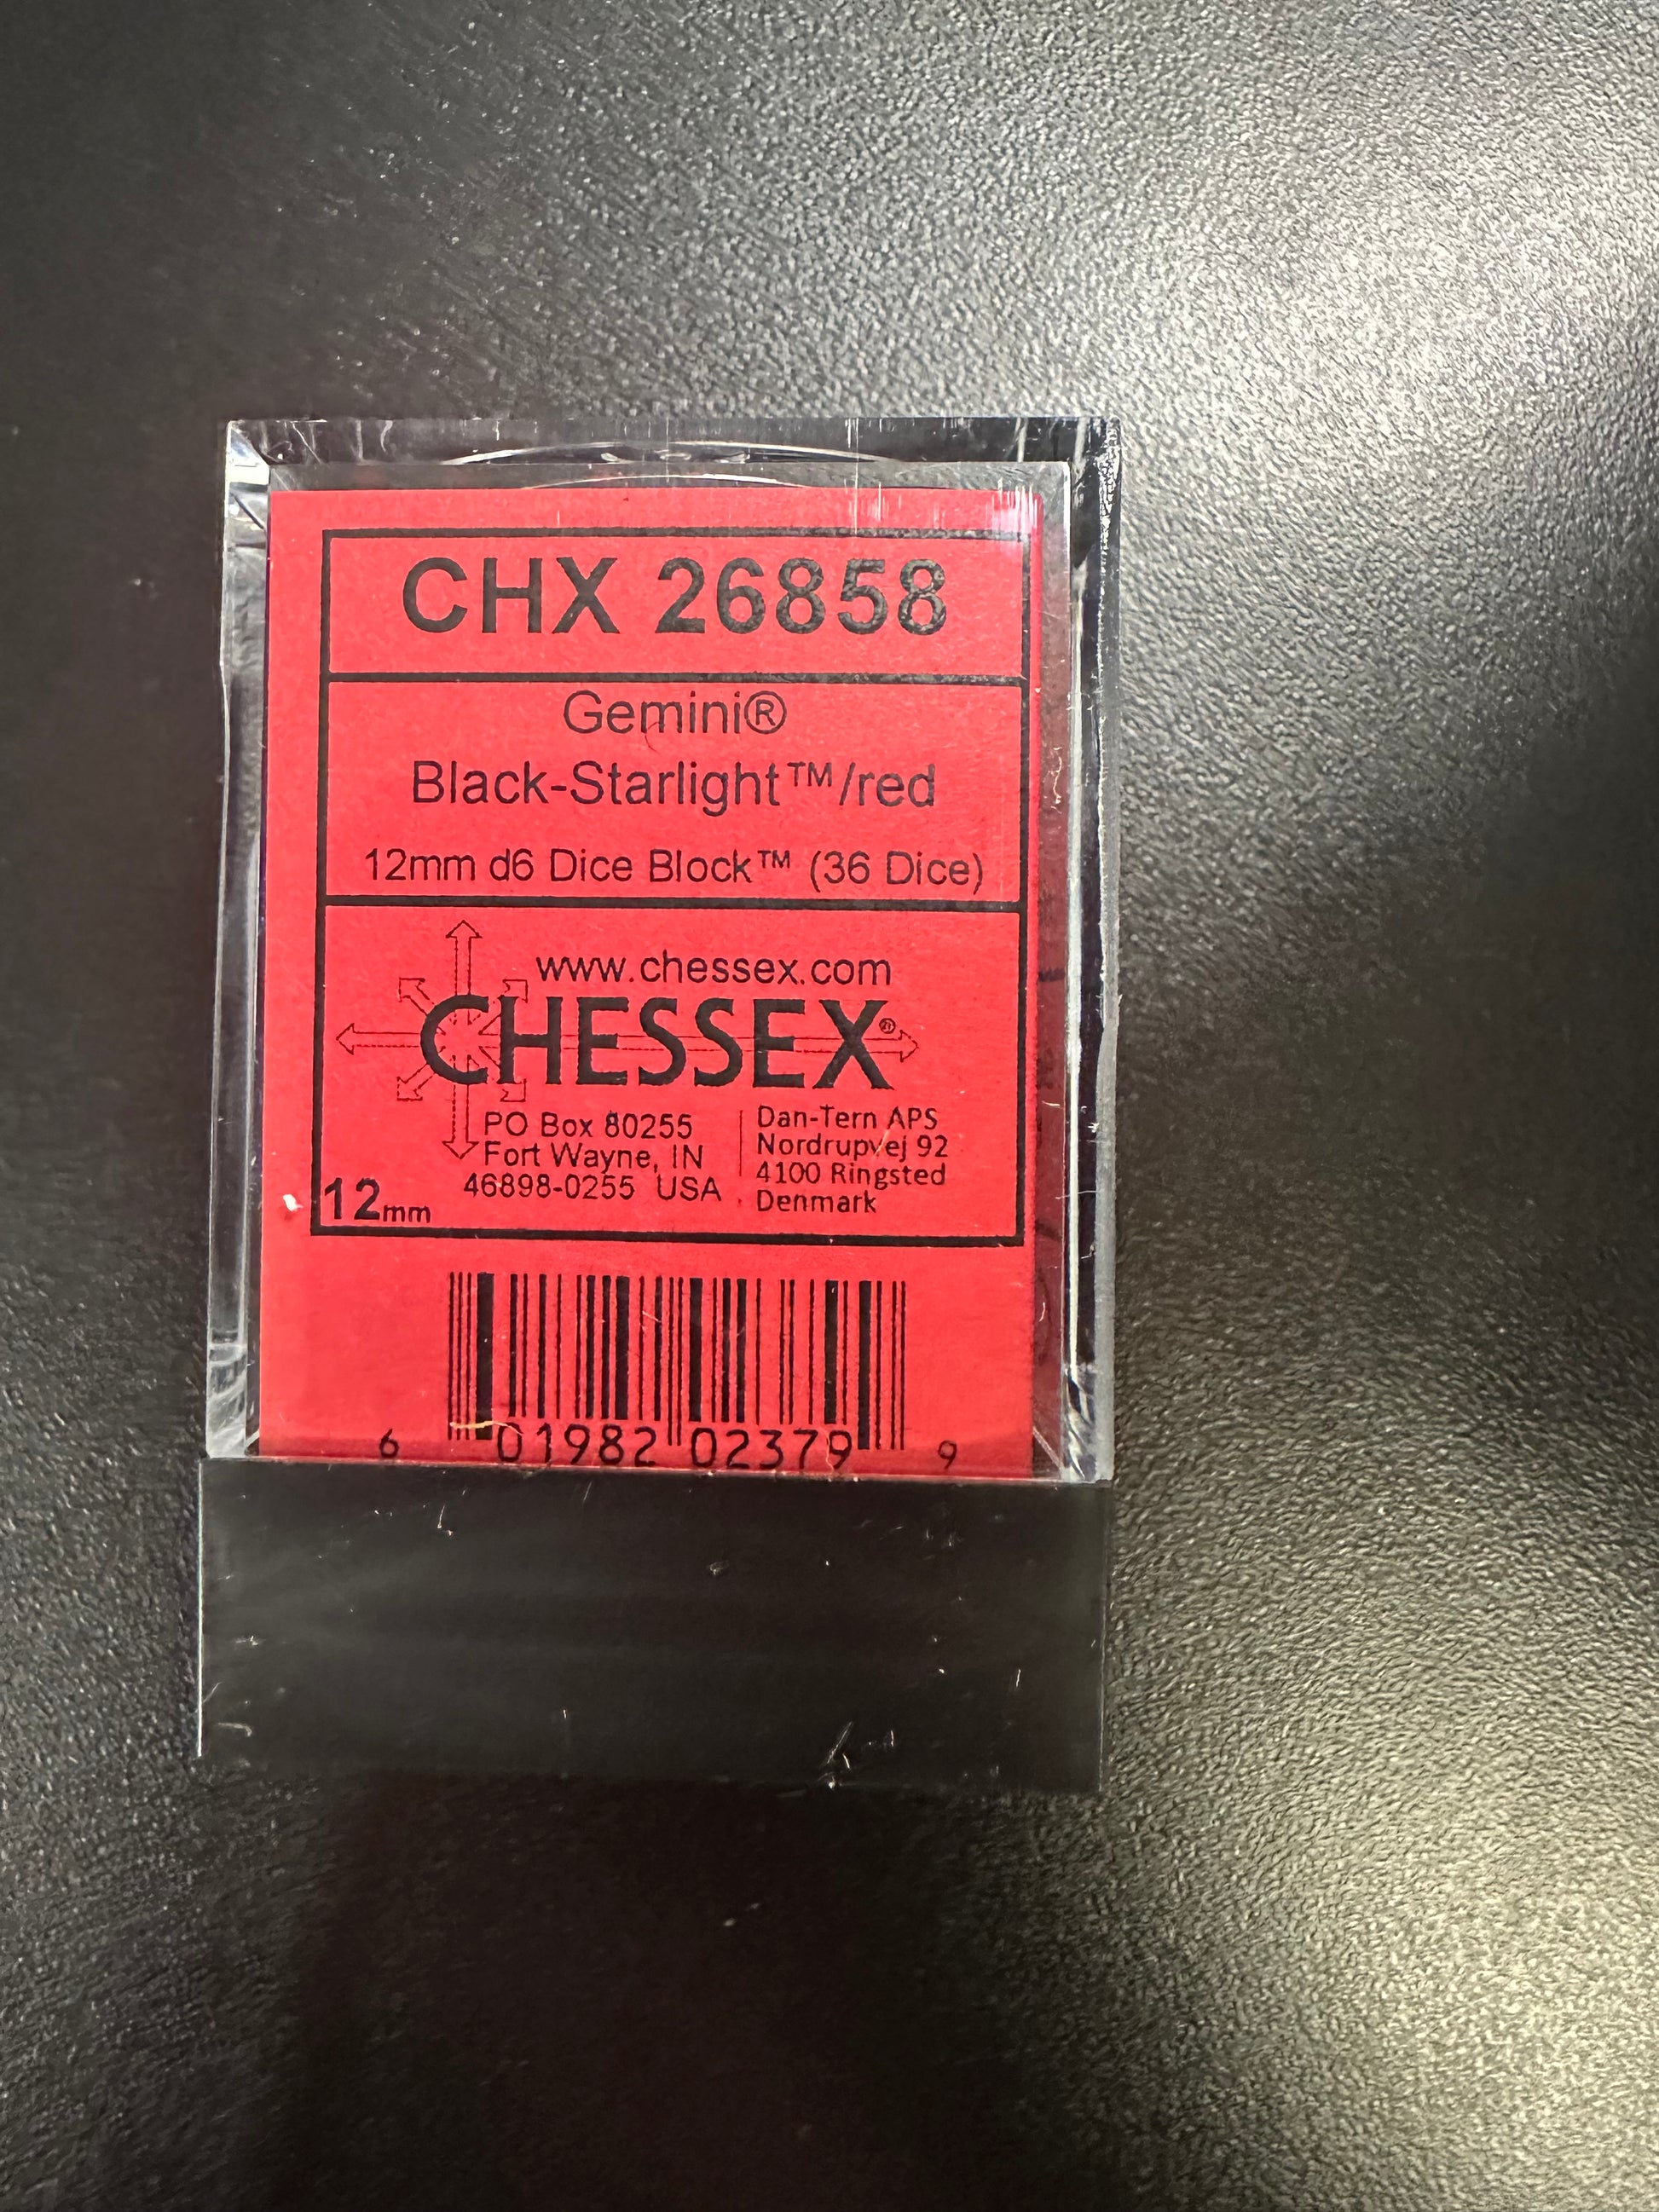 CHX 26858
Gemini®
Black-Starlight™/red
12mm d6 Dice Block™ (36 Dice)
www.chessex.com
CHESSEX®
PO Box 80255
Fort Wayne, IN
46898-0255 USA
Dan-Tern APS
Nordrupvej 92
4100 Ringsted
Denmark
12mm
6 01982 02379 9